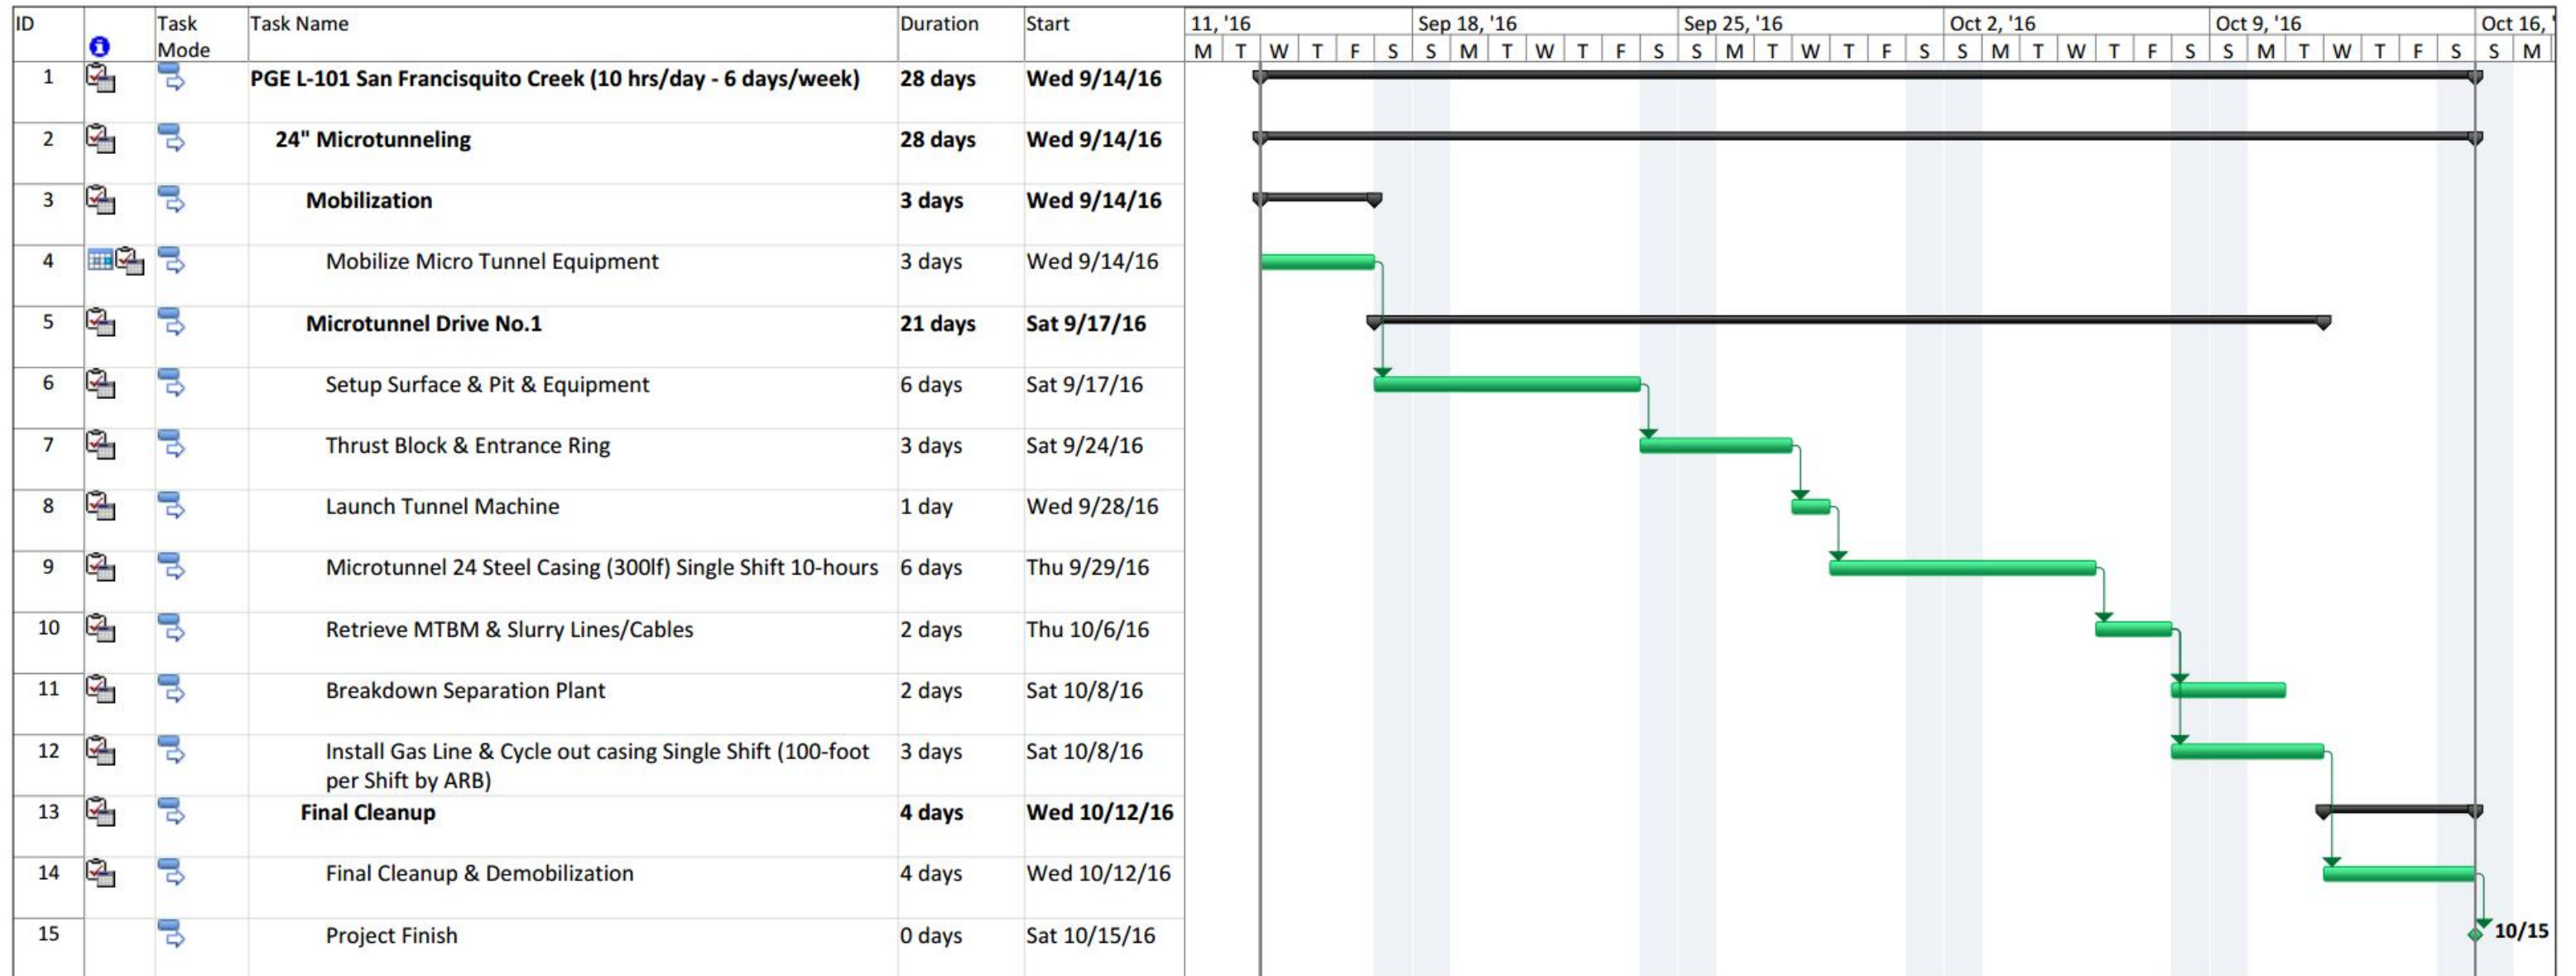 ID Task Mode Task Name Duration Start 11, '16 Sep 18, '16 Sep 25, '16 Oct 2, '16 Oct 9, '16 Oct 16, '
M T W T F S S M T W T F S S M T W T F S S M T W T F S S M T W T F S S M
1 PGE L-101 San Francisquito Creek (10 hrs/day - 6 days/week) 28 days Wed 9/14/16
2 24" Microtunneling 28 days Wed 9/14/16
3 Mobilization 3 days Wed 9/14/16
4 Mobilize Micro Tunnel Equipment 3 days Wed 9/14/16
5 Microtunnel Drive No.1 21 days Sat 9/17/16
6 Setup Surface & Pit & Equipment 6 days Sat 9/17/16
7 Thrust Block & Entrance Ring 3 days Sat 9/24/16
8 Launch Tunnel Machine 1 day Wed 9/28/16
9 Microtunnel 24 Steel Casing (300lf) Single Shift 10-hours 6 days Thu 9/29/16
10 Retrieve MTBM & Slurry Lines/Cables 2 days Thu 10/6/16
11 Breakdown Separation Plant 2 days Sat 10/8/16
12 Install Gas Line & Cycle out casing Single Shift (100-foot 3 days Sat 10/8/16
per Shift by ARB)
13 Final Cleanup 4 days Wed 10/12/16
14 Final Cleanup & Demobilization 4 days Wed 10/12/16
15 Project Finish 0 days Sat 10/15/16 10/15